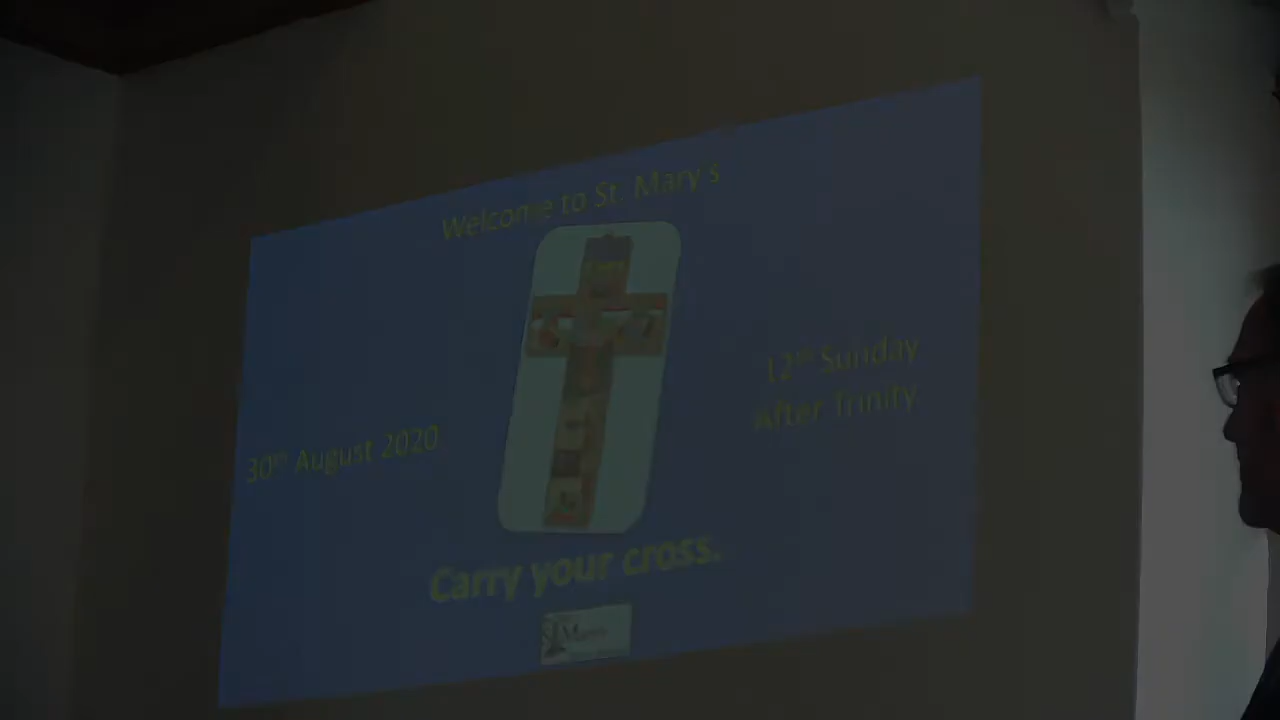 Welcome to St. Mary's
30th August 2020
12th Sunday
After Trinity
Carry your cross.